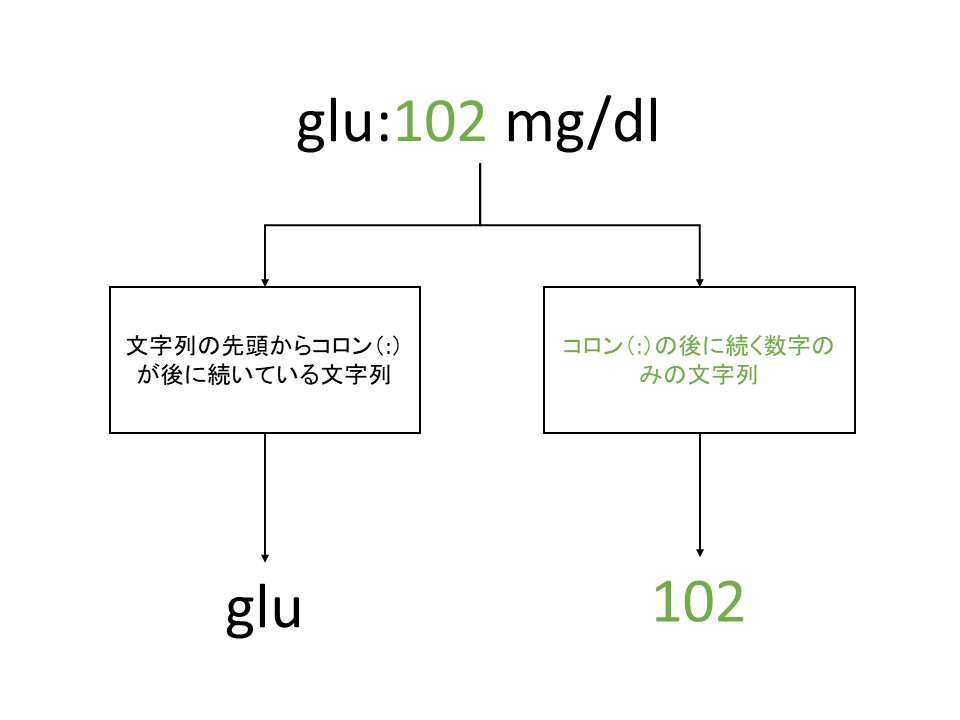 glu:102 mg/dl
文字列の先頭からコロン(:)
が後に続いている文字列
コロン(:)の後に続く数字の
みの文字列
glu
102